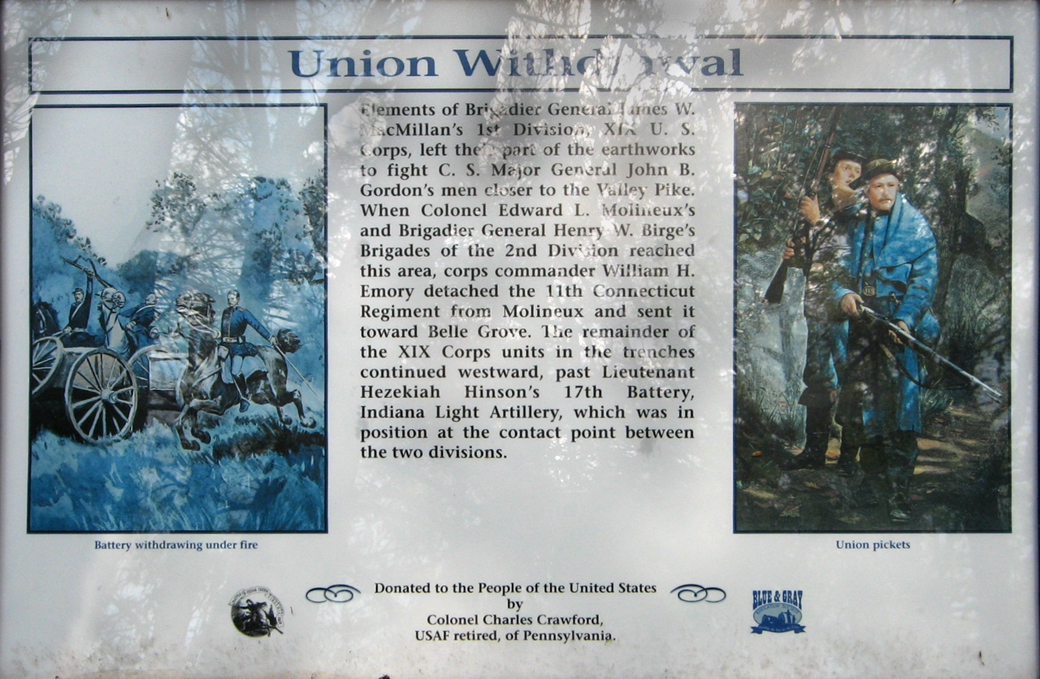 Union Withdrawal
Elements of Brigadier General James W.
MacMillan's 1st Division, XIX U. S.
Corps, left their part of the earthworks
to fight C. S. Major General John B.
Gordon's men closer to the Valley Pike.
When Colonel Edward L. Molineux's
and Brigadier General Henry W. Birge's
Brigades of the 2nd Division reached
this area, corps commander William H.
Emory detached the 11th Connecticut
Regiment from Molineux and sent it
toward Belle Grove. The remainder of
the XIX Corps units in the trenches
continued westward, past Lieutenant
Hezekiah Hinson's 17th Battery,
Indiana Light Artillery, which was in
position at the contact point between
the two divisions.
Battery withdrawing under fire
Union pickets
Donated to the People of the United States
by
Colonel Charles Crawford,
USAF retired, of Pennsylvania.
BLUE & GRAY